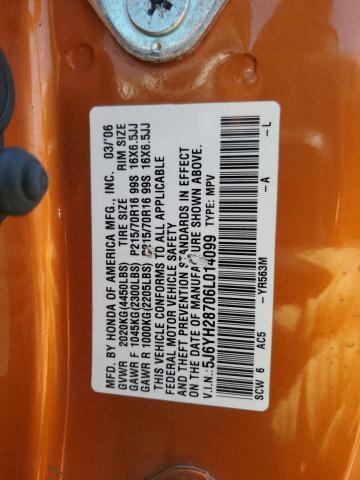 MFD. BY HONDA OF AMERICA MFG., INC. 03/'06
GVWR 2020KG(4450LBS) TIRE SIZE RIM SIZE
GAWR F 1045KG(2300LBS) P215/70R16 99S 16X6.5JJ
GAWR R 1000KG(2205LBS) P215/70R16 99S 16X6.5JJ
THIS VEHICLE CONFORMS TO ALL APPLICABLE
FEDERAL MOTOR VEHICLE SAFETY
AND THEFT PREVENTION STANDARDS IN EFFECT
ON THE DATE OF MANUFACTURE SHOWN ABOVE.
V.I.N.: 5J6YH28706L014099 TYPE: MPV
SCW 6 AC5 -YR563M -A -L